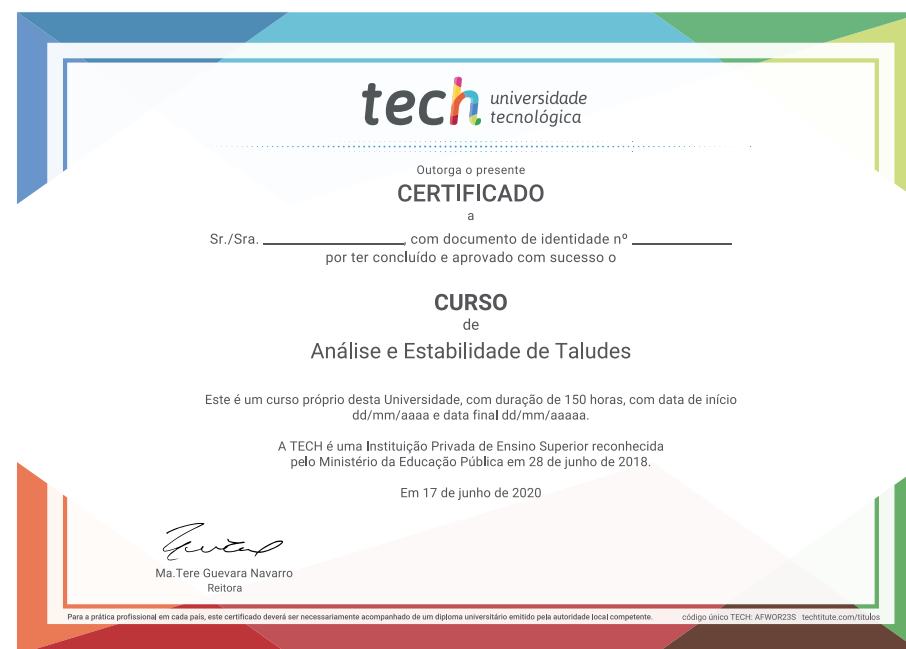 tech universidade
tecnológica
Outorga o presente
CERTIFICADO
a
Sr./Sra. ____________________, com documento de identidade nº ______________
por ter concluído e aprovado com sucesso o
CURSO
de
Análise e Estabilidade de Taludes
Este é um curso próprio desta Universidade, com duração de 150 horas, com data de início
dd/mm/aaaa e data final dd/mm/aaaaa.
A TECH é uma Instituição Privada de Ensino Superior reconhecida
pelo Ministério da Educação Pública em 28 de junho de 2018.
Em 17 de junho de 2020
Ma.Tere Guevara Navarro
Reitora
Para a prática profissional em cada país, este certificado deverá ser necessariamente acompanhado de um diploma universitário emitido pela autoridade local competente. código único TECH: AFWOR23S techtitute.com/titulos